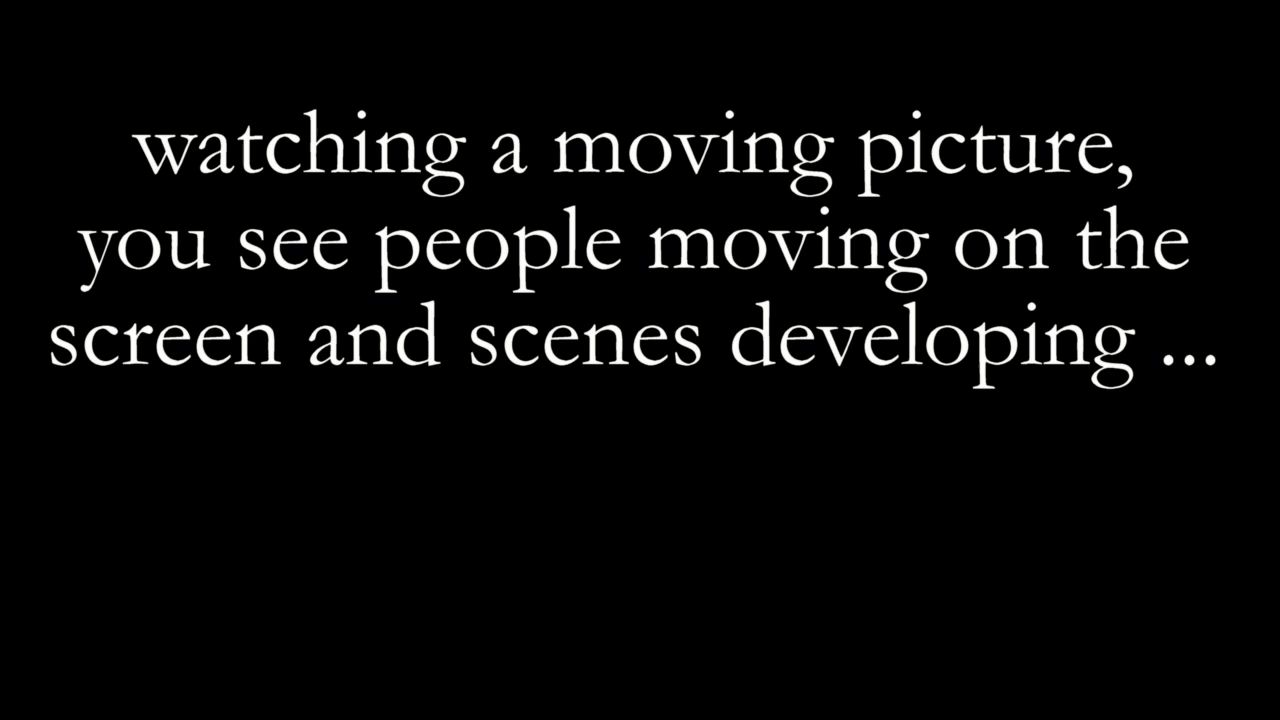 watching a moving picture,
you see people moving on the
screen and scenes developing ...